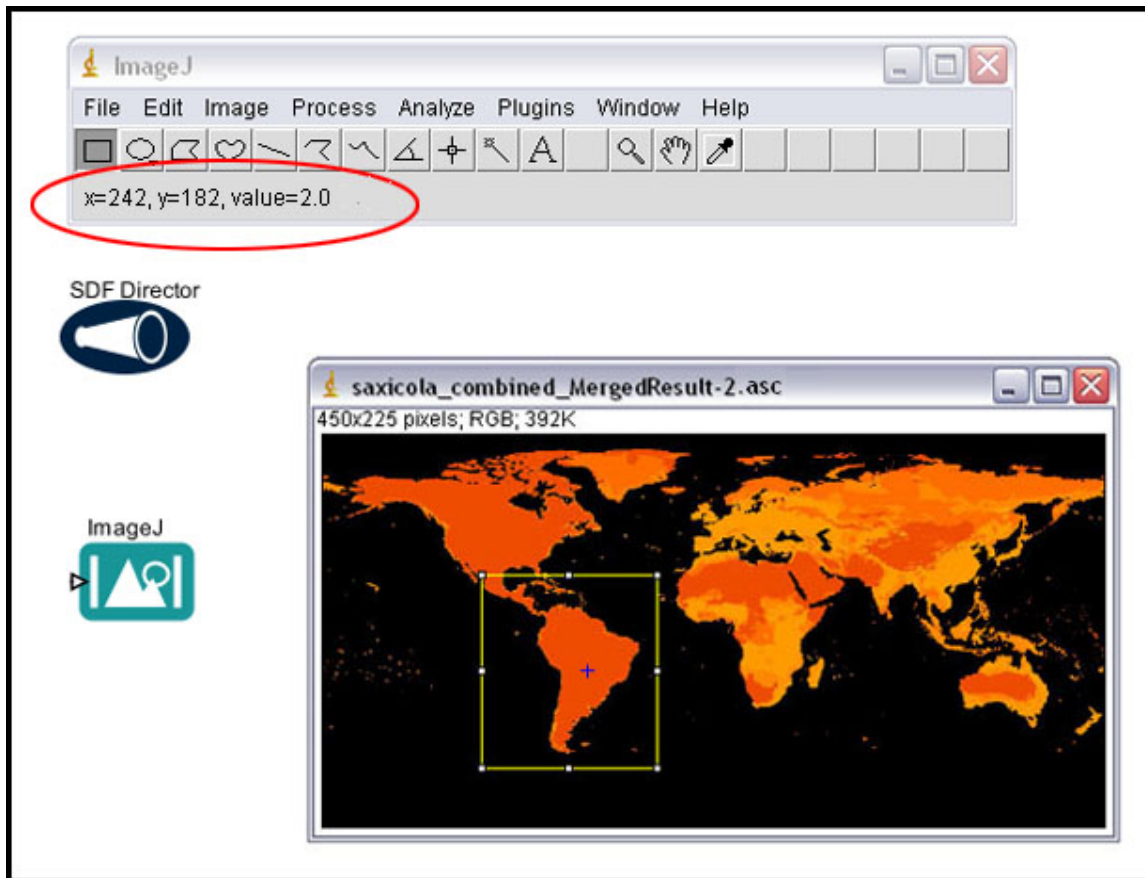 ImageJ
File Edit Image Process Analyze Plugins Window Help
A
x=242, y=182, value=2.0
SDF Director
saxicola_combined_MergedResult-2.asc
450x225 pixels; RGB; 392K
ImageJ